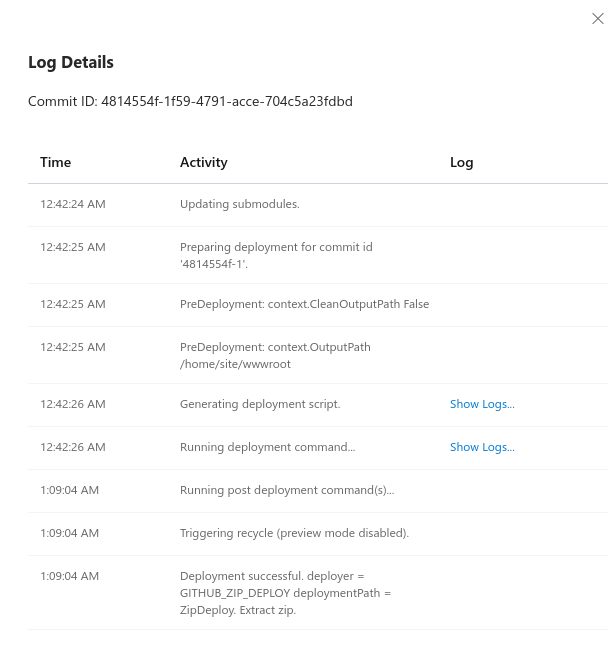 Log Details
Commit ID: 4814554f-1f59-4791-acce-704c5a23fdbd
Time Activity Log
12:42:24 AM Updating submodules.
12:42:25 AM Preparing deployment for commit id
'4814554f-1'.
12:42:25 AM PreDeployment: context.CleanOutputPath False
12:42:25 AM PreDeployment: context.OutputPath
/home/site/wwwroot
12:42:26 AM Generating deployment script. Show Logs...
12:42:26 AM Running deployment command... Show Logs...
1:09:04 AM Running post deployment command(s)...
1:09:04 AM Triggering recycle (preview mode disabled).
1:09:04 AM Deployment successful. deployer =
GITHUB_ZIP_DEPLOY deploymentPath =
ZipDeploy. Extract zip.